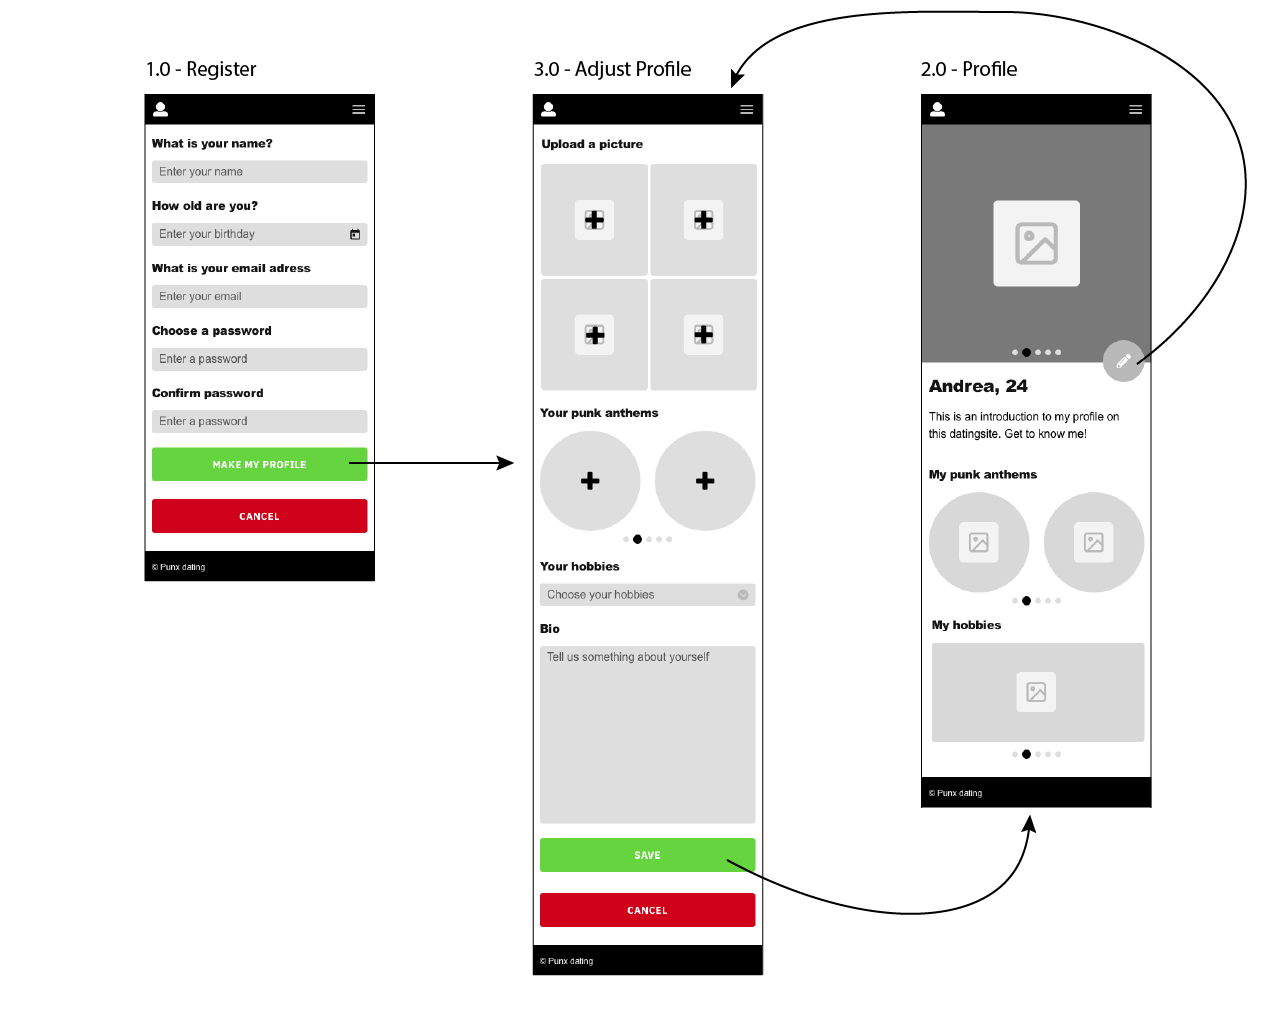 1.0 - Register
What is your name?
Enter your name
How old are you?
Enter your birthday
What is your email adress
Enter your email
Choose a password
Enter a password
Confirm password
Enter a password
MAKE MY PROFILE
CANCEL
© Punx dating
3.0 - Adjust Profile
Upload a picture
Your punk anthems
Your hobbies
Choose your hobbies
Bio
Tell us something about yourself
SAVE
CANCEL
© Punx dating
2.0 - Profile
Andrea, 24
This is an introduction to my profile on
this datingsite. Get to know me!
My punk anthems
My hobbies
© Punx dating